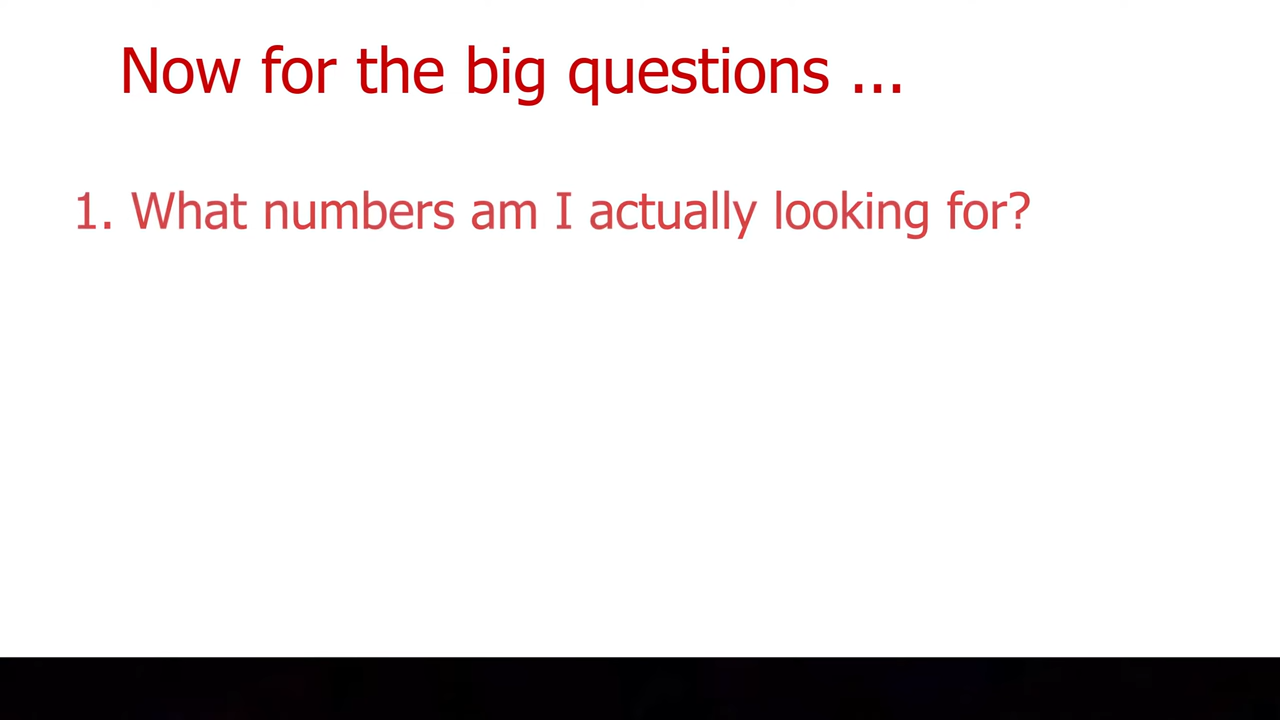 Now for the big questions ...
1. What numbers am I actually looking for?